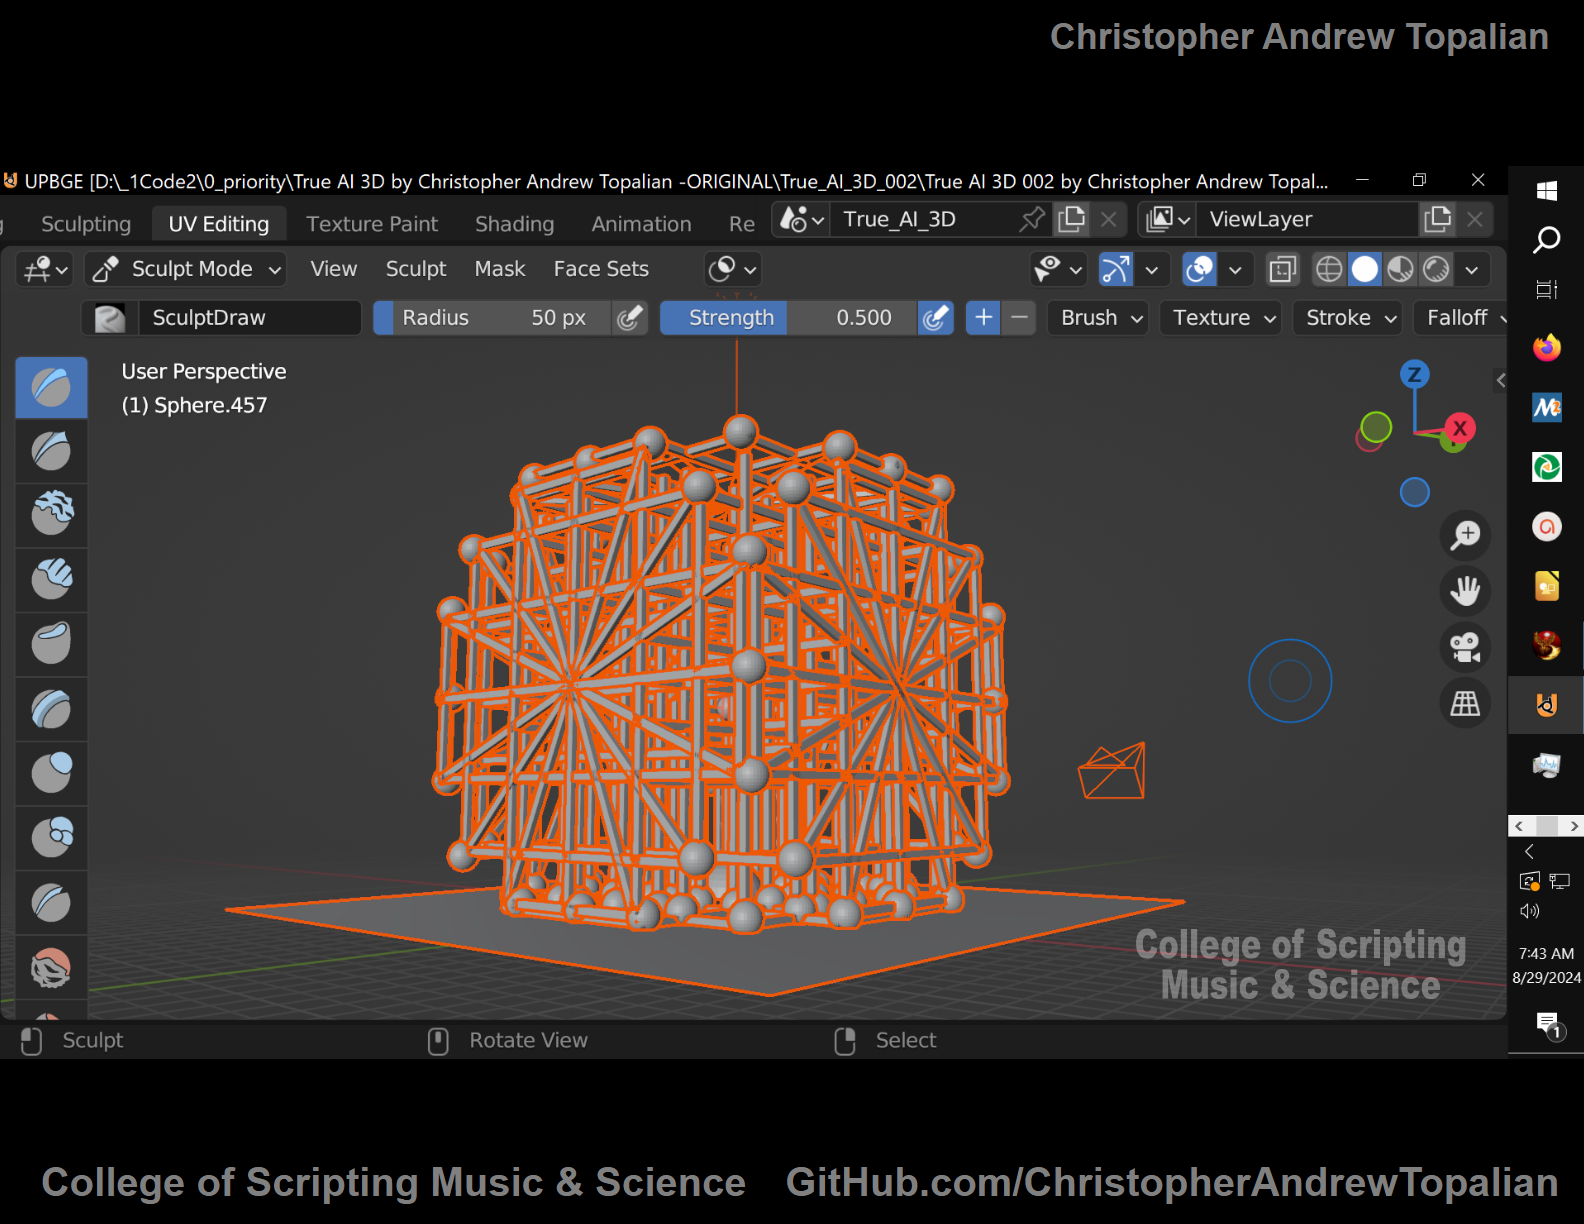 Christopher Andrew Topalian
UPBGE [D:\_1Code2\0_priority\True AI 3D by Christopher Andrew Topalian -ORIGINAL\True_AI_3D_002\True AI 3D 002 by Christopher Andrew Topal...
Sculpting UV Editing Texture Paint Shading Animation Re True_AI_3D ViewLayer
Sculpt Mode View Sculpt Mask Face Sets
SculptDraw Radius 50 px Strength 0.500 + − Brush Texture Stroke Falloff
User Perspective
(1) Sphere.457
Z
X
College of Scripting
Music & Science
7:43 AM
8/29/2024
1
Sculpt Rotate View Select
College of Scripting Music & Science GitHub.com/ChristopherAndrewTopalian